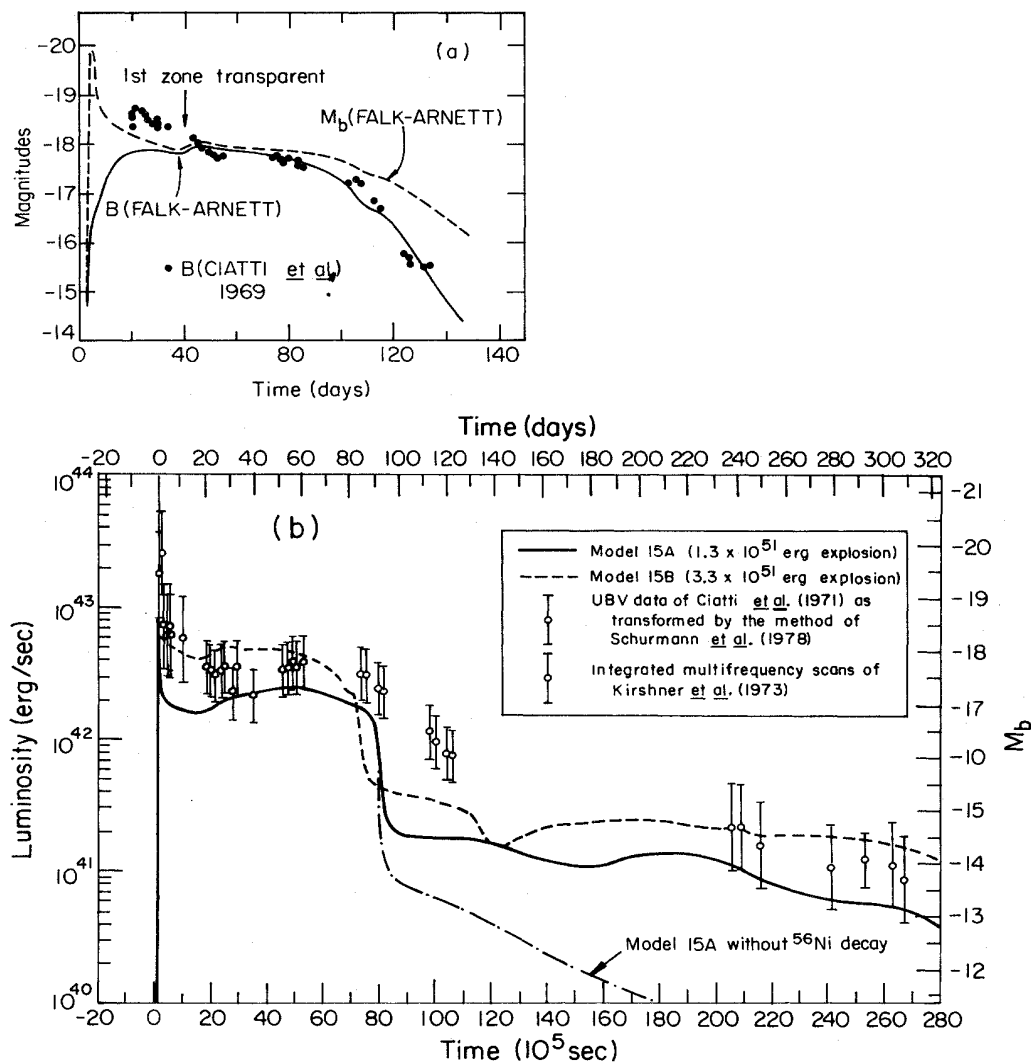 (a)
-20
-19
-18
-17
-16
-15
-14
Magnitudes
1st zone transparent
M_b (FALK-ARNETT)
B (FALK-ARNETT)
• B (CIATTI et al.)
1969
0 40 80 120 140
Time (days)
Time (days)
-20 0 20 40 60 80 100 120 140 160 180 200 220 240 260 280 300 320
(b)
10^44
10^43
10^42
10^41
10^40
Luminosity (erg/sec)
Model 15A (1.3 x 10^51 erg explosion)
Model 15B (3.3 x 10^51 erg explosion)
UBV data of Ciatti et al. (1971) as
transformed by the method of
Schurmann et al. (1978)
Integrated multifrequency scans of
Kirshner et al. (1973)
Model 15A without ^56Ni decay
-21
-20
-19
-18
-17
-10
-15
-14
-13
-12
M_b
-20 0 20 40 60 80 100 120 140 160 180 200 220 240 260 280
Time (10^5 sec)